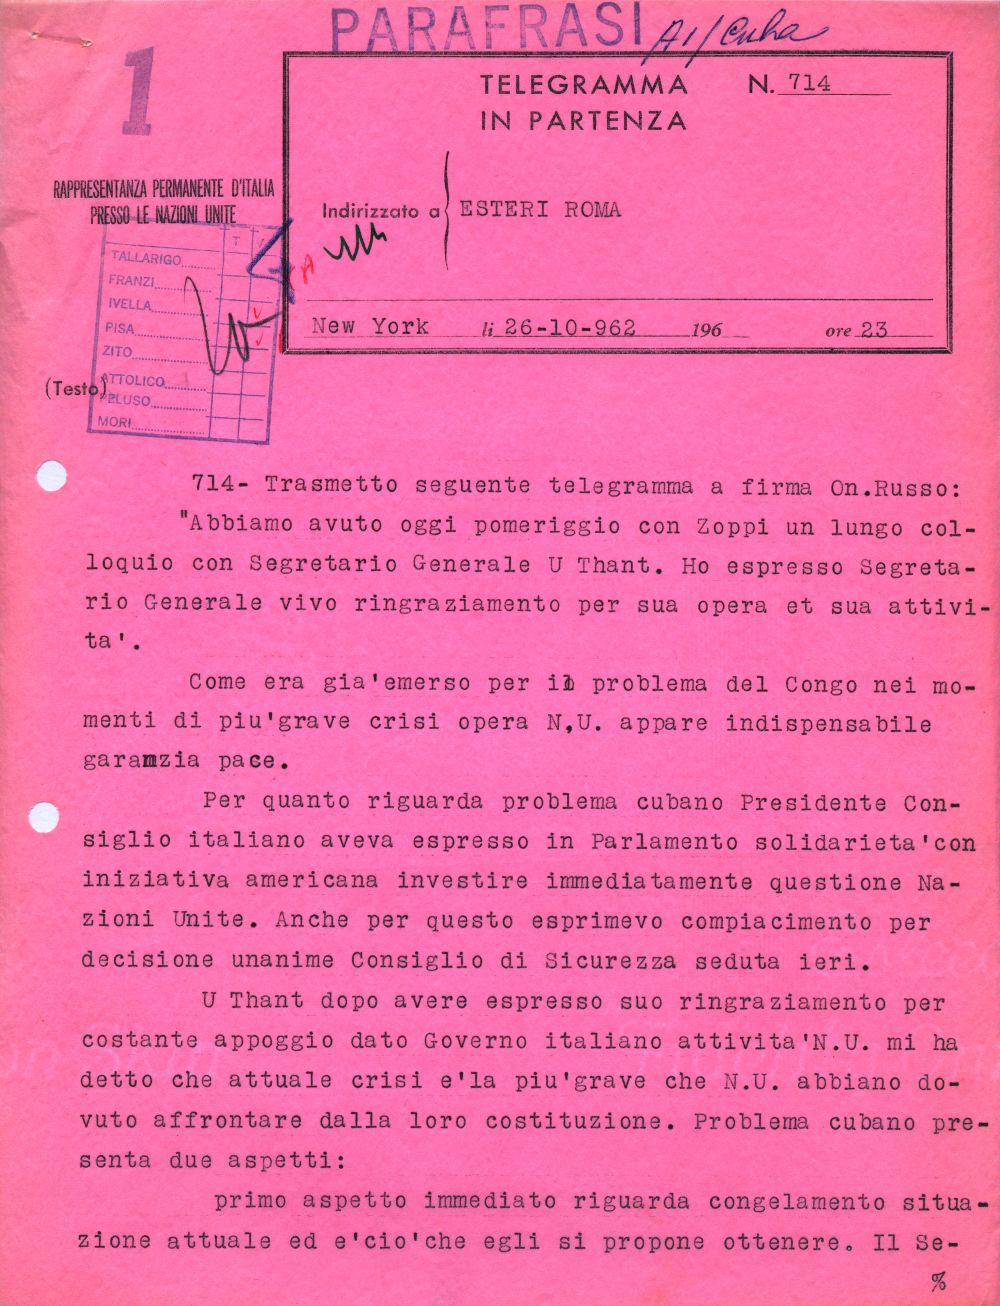 PARAFRASI
A1/Cuba
1
TELEGRAMMA N. 714
IN PARTENZA
RAPPRESENTANZA PERMANENTE D'ITALIA
PRESSO LE NAZIONI UNITE
Indirizzato a ESTERI ROMA
T
TALLARIGO
FRANZI
IVELLA
PISA
ZITO
ATTOLICO
PELUSO
MORI
New York li 26-10-962 196 ore 23
(Testo)
714- Trasmetto seguente telegramma a firma On.Russo:
"Abbiamo avuto oggi pomeriggio con Zoppi un lungo col-
loquio con Segretario Generale U Thant. Ho espresso Segreta-
rio Generale vivo ringraziamento per sua opera et sua attivi-
ta'.
Come era gia'emerso per il problema del Congo nei mo-
menti di piu'grave crisi opera N,U. appare indispensabile
garanzia pace.
Per quanto riguarda problema cubano Presidente Con-
siglio italiano aveva espresso in Parlamento solidarieta'con
iniziativa americana investire immediatamente questione Na-
zioni Unite. Anche per questo esprimevo compiacimento per
decisione unanime Consiglio di Sicurezza seduta ieri.
U Thant dopo avere espresso suo ringraziamento per
costante appoggio dato Governo italiano attivita'N.U. mi ha
detto che attuale crisi e'la piu'grave che N.U. abbiano do-
vuto affrontare dalla loro costituzione. Problema cubano pre-
senta due aspetti:
primo aspetto immediato riguarda congelamento situa-
zione attuale ed e'cio'che egli si propone ottenere. Il Se-
%